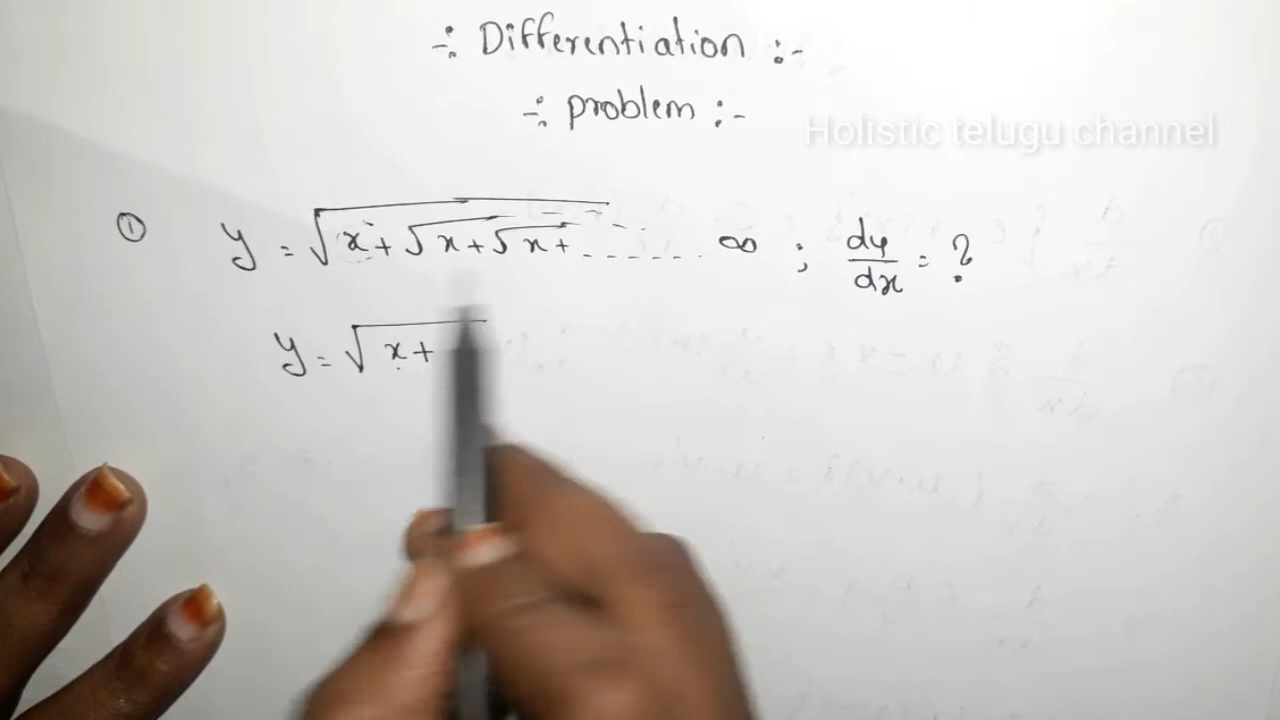 -: Differentiation :-
-: problem :-
Holistic telugu channel
① y = √x + √x + √x + ....... ∞ ; dy/dx = ?
y = √x +